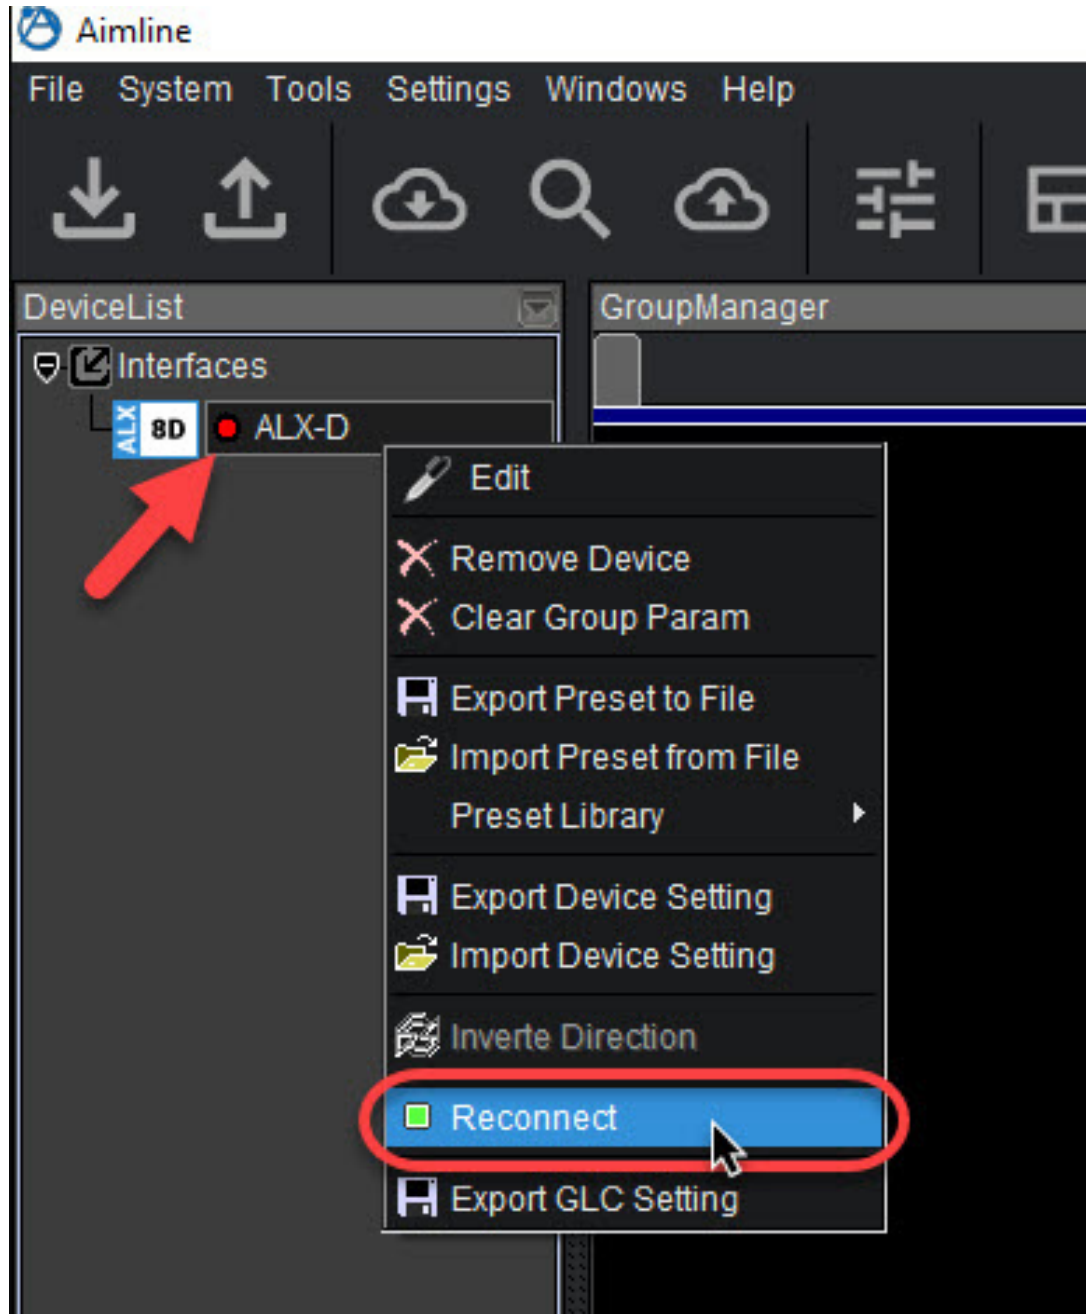 Aimline
File System Tools Settings Windows Help
DeviceList
GroupManager
Interfaces
ALX 8D ALX-D
Edit
Remove Device
Clear Group Param
Export Preset to File
Import Preset from File
Preset Library
Export Device Setting
Import Device Setting
Inverte Direction
Reconnect
Export GLC Setting